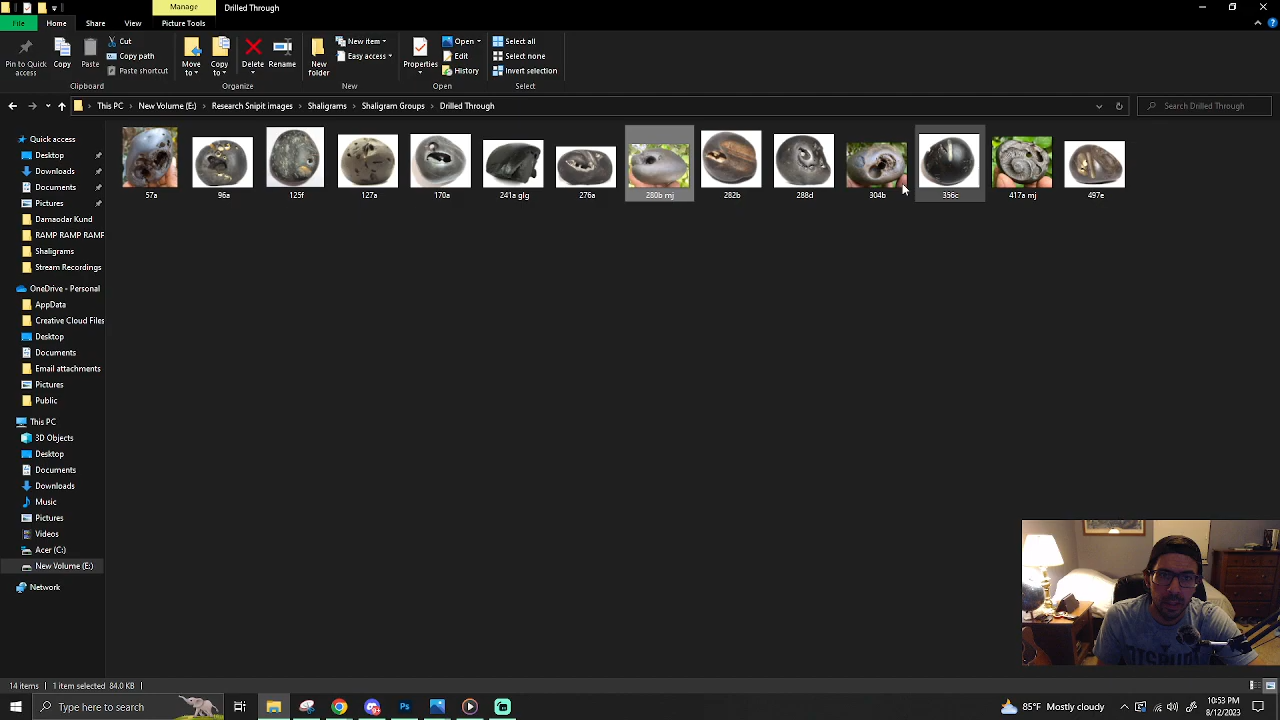 Manage
Drilled Through
File
Home
Share
View
Picture Tools
Pin to Quick access
Copy
Paste
Cut
Copy path
Paste shortcut
Clipboard
Move to
Copy to
Delete
Rename
Organize
New folder
New item
Easy access
New
Properties
Open
Edit
History
Open
Select all
Select none
Invert selection
Select
This PC
New Volume (E:)
Research Snipit images
Shaligrams
Shaligram Groups
Drilled Through
Search Drilled Through
Quick access
Desktop
Downloads
Documents
Pictures
Damaodar Kund
RAMP RAMP RAMP
Shaligrams
Stream Recordings
OneDrive - Personal
AppData
Creative Cloud Files
Desktop
Documents
Email attachments
Pictures
Public
This PC
3D Objects
Desktop
Documents
Downloads
Music
Pictures
Videos
Acer (C:)
New Volume (E:)
Network
57a
96a
125f
127a
170a
241a glg
276a
280b mj
282b
288d
304b
356c
417a mj
497e
14 items
1 item selected 84.0 KB
Type here to search
Ps
85°F Mostly cloudy
10:53 PM
8/12/2023